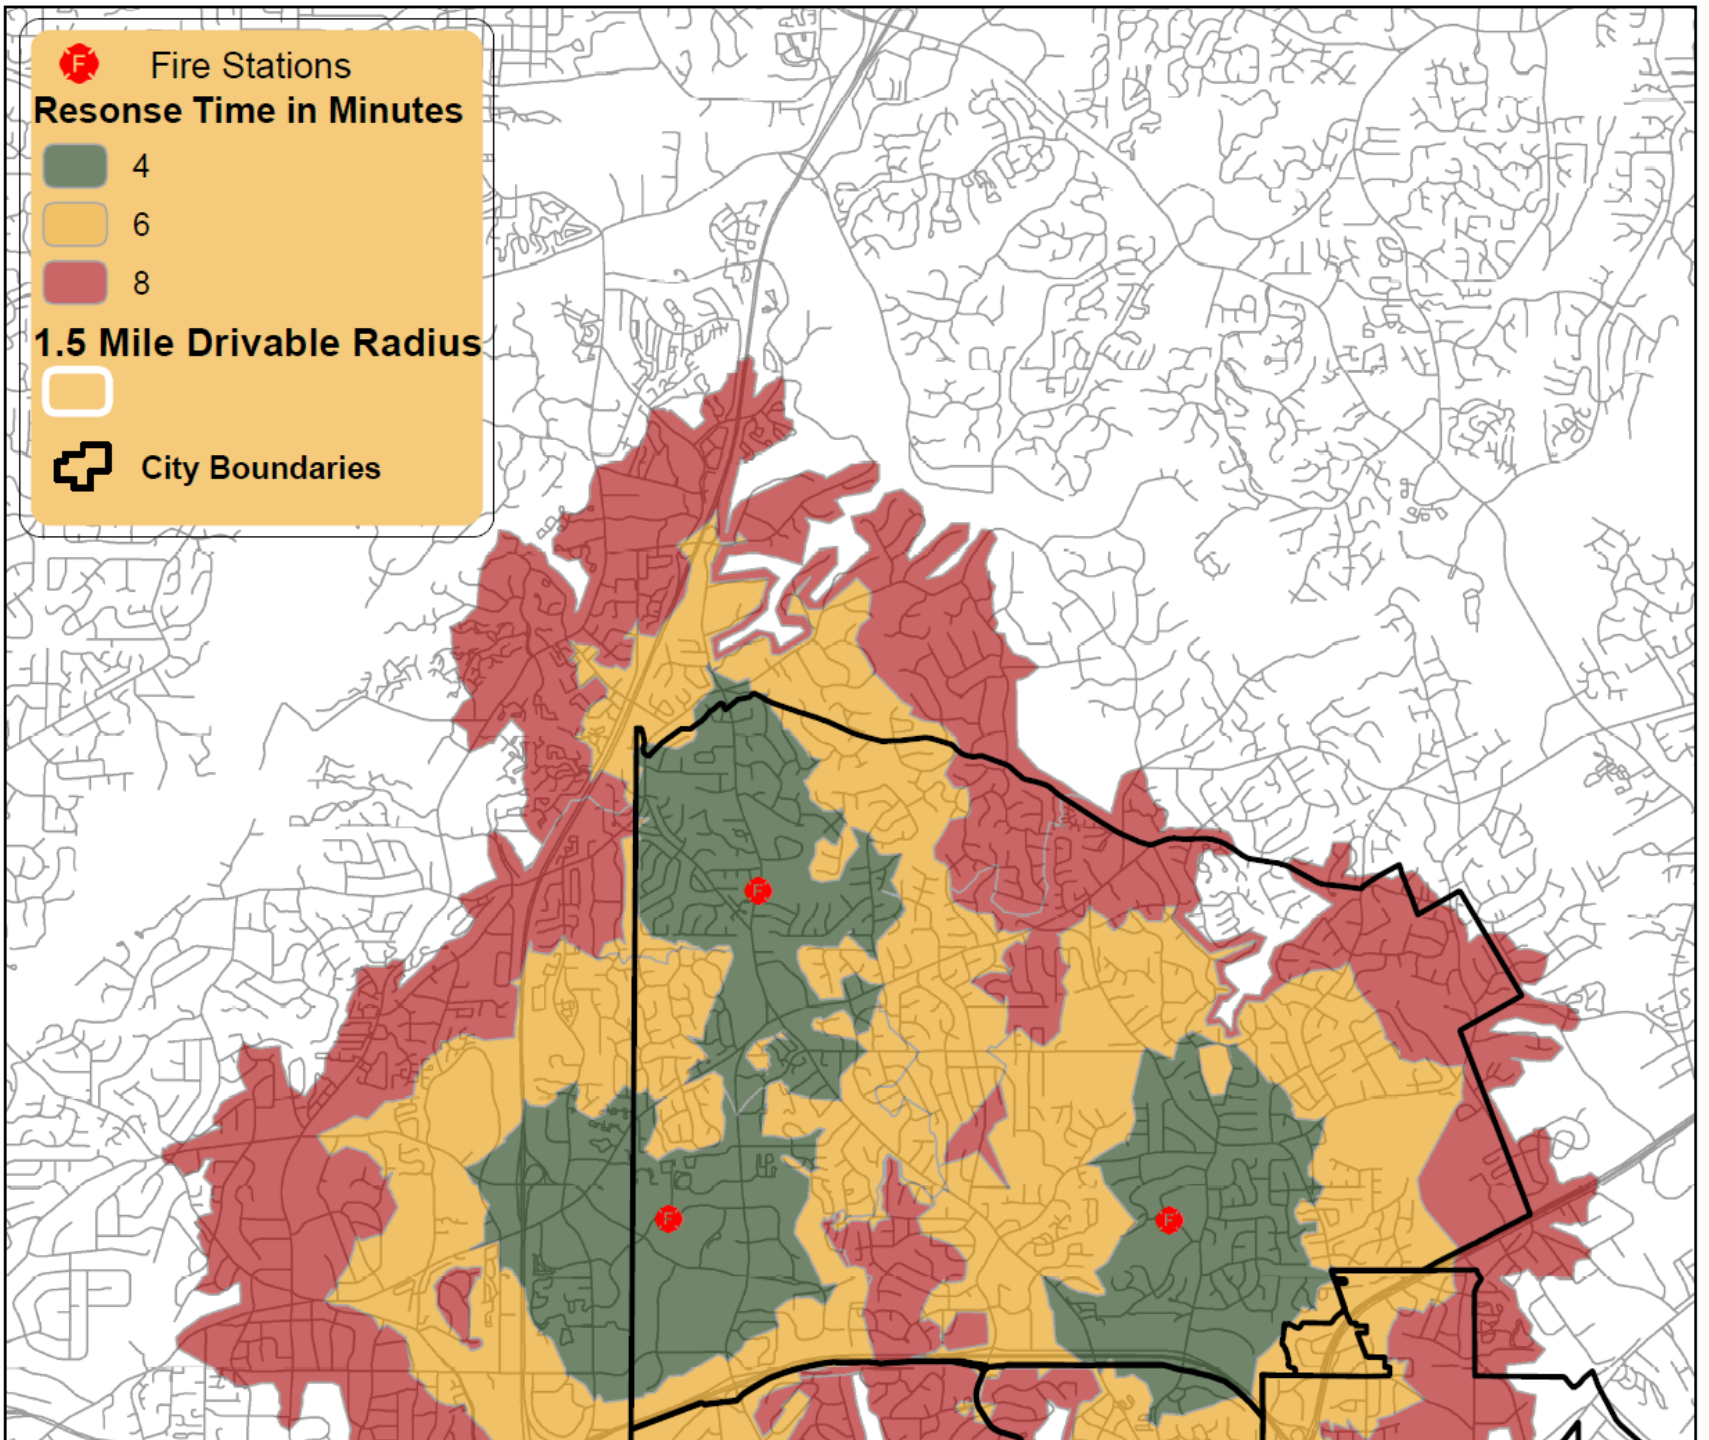 F Fire Stations
Resonse Time in Minutes
4
6
8
1.5 Mile Drivable Radius
City Boundaries
F
F
F